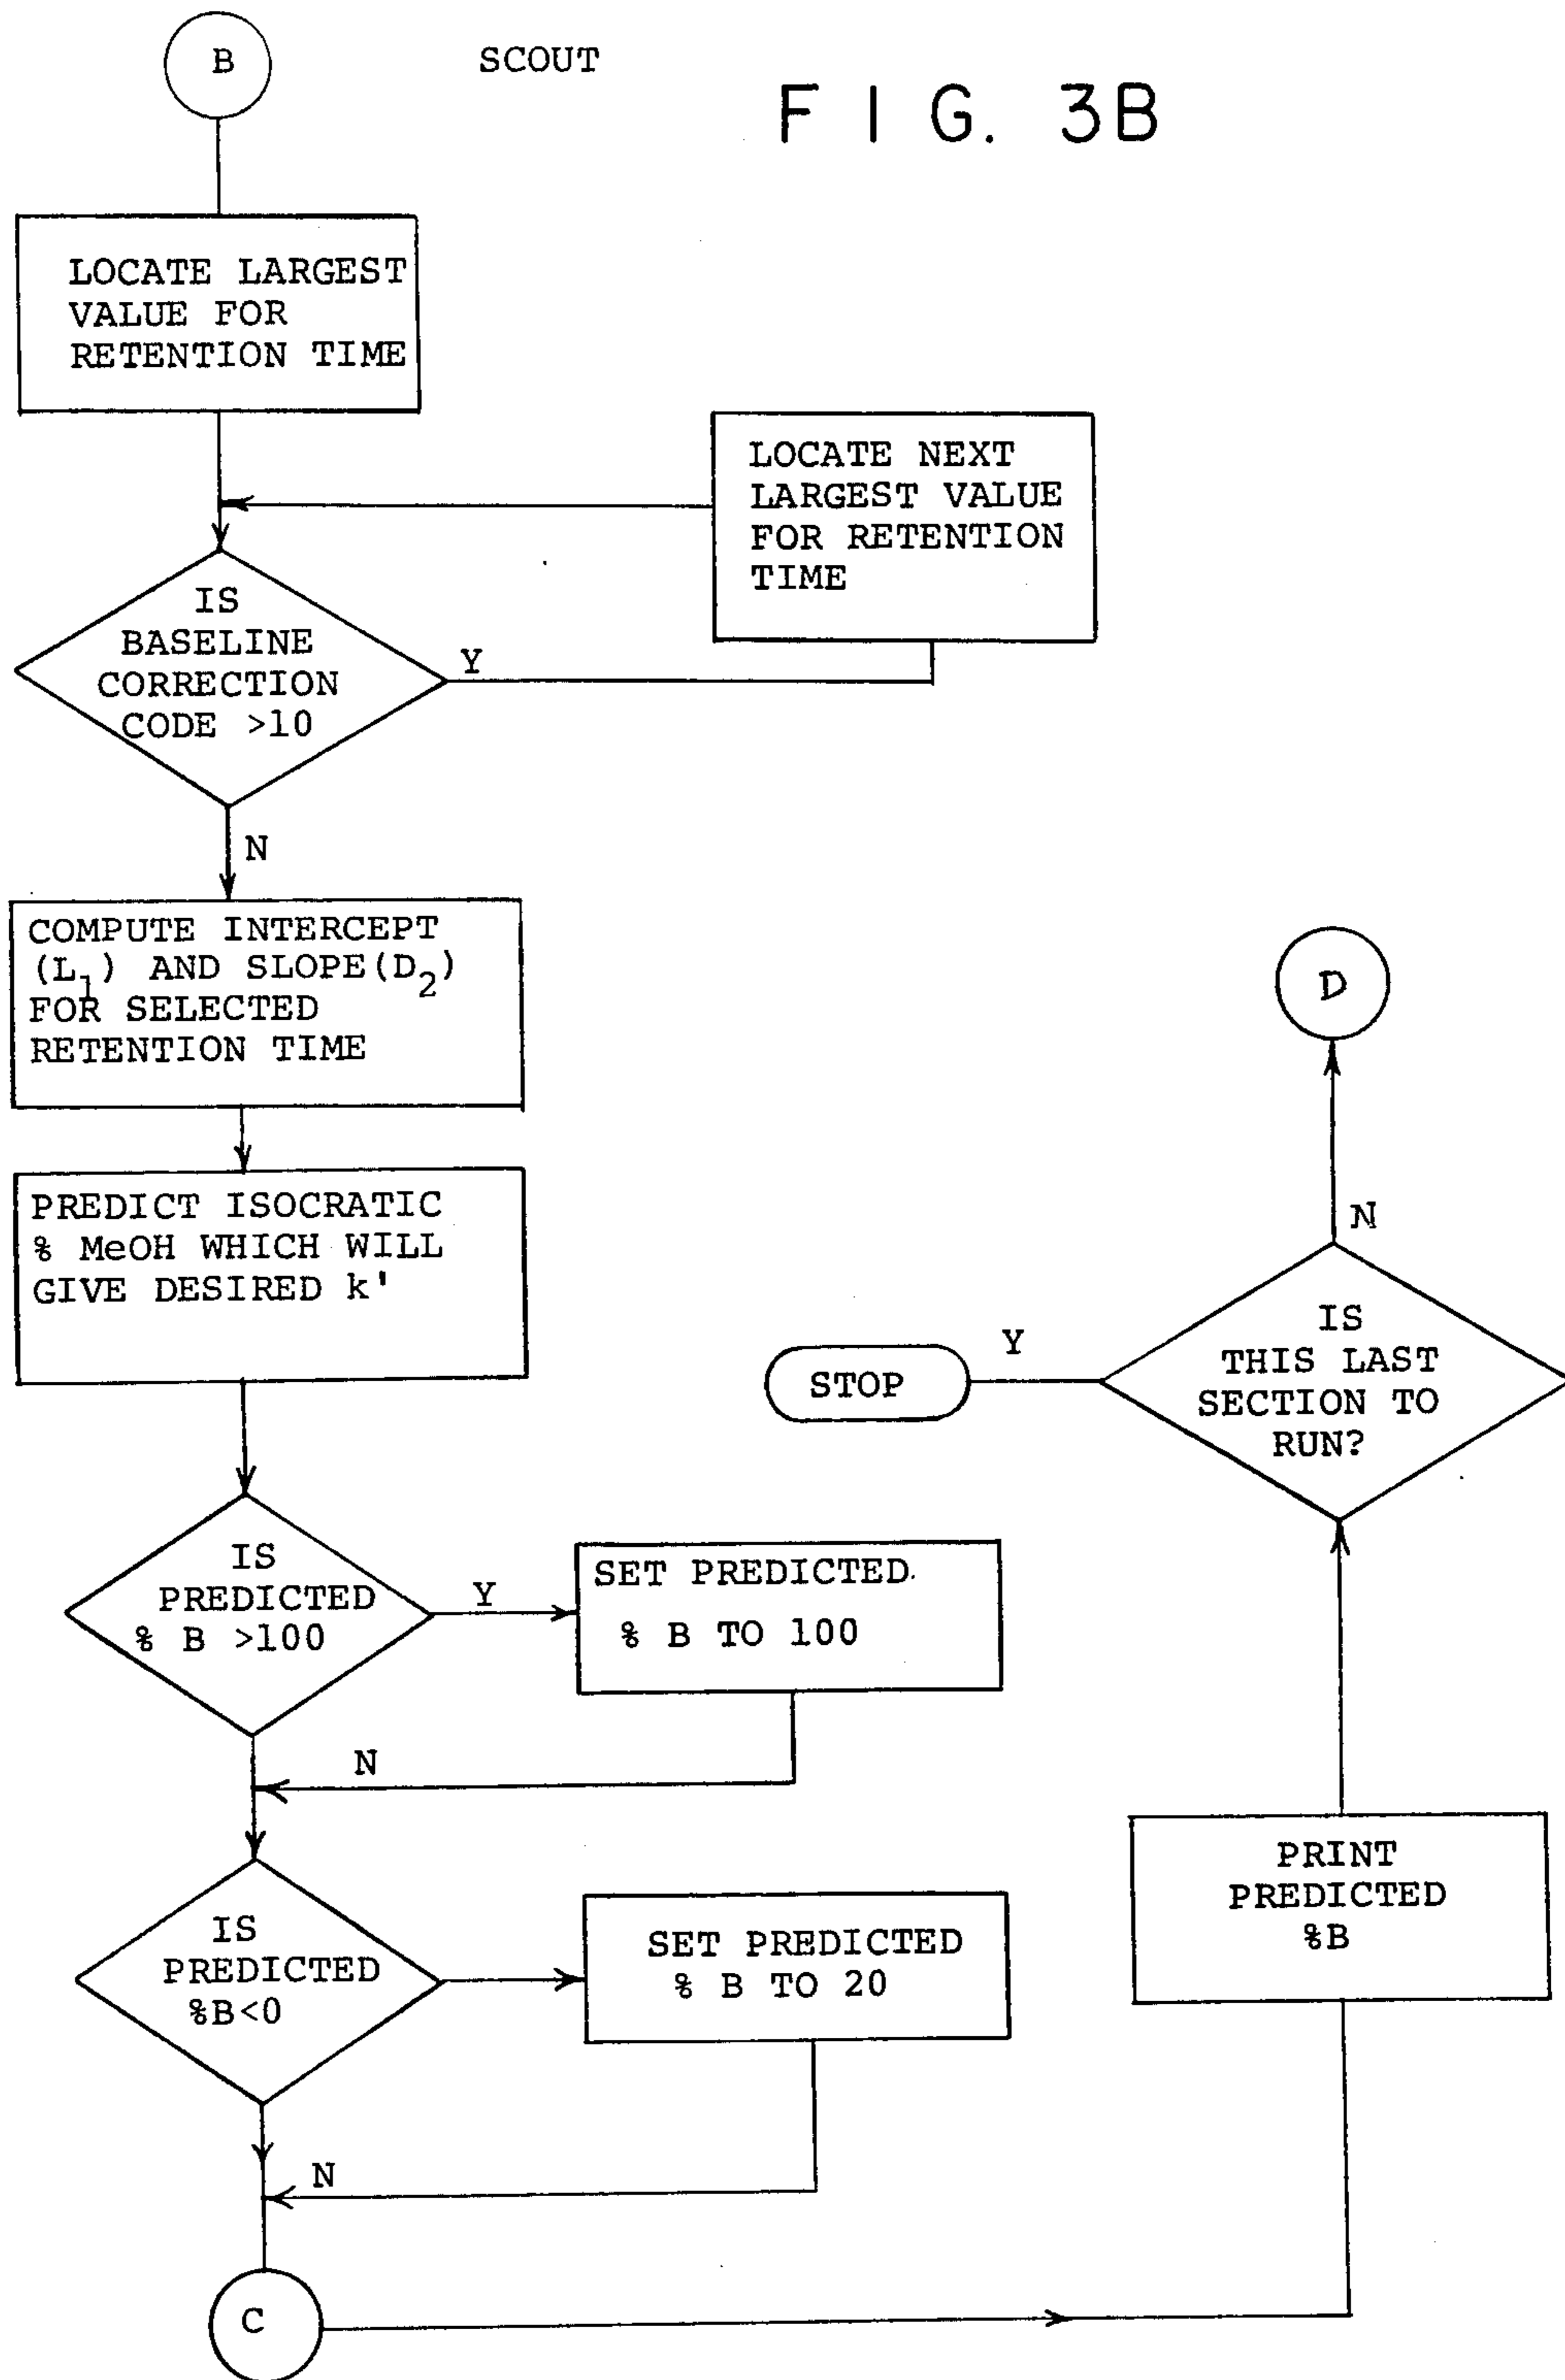 B
SCOUT
F I G. 3B
LOCATE LARGEST
VALUE FOR
RETENTION TIME
LOCATE NEXT
LARGEST VALUE
FOR RETENTION
TIME
IS
BASELINE
CORRECTION
CODE >10
Y
N
COMPUTE INTERCEPT
(L₁) AND SLOPE(D₂)
FOR SELECTED
RETENTION TIME
PREDICT ISOCRATIC
% MeOH WHICH WILL
GIVE DESIRED k'
IS
PREDICTED
% B >100
Y
SET PREDICTED
% B TO 100
N
IS
PREDICTED
%B<0
SET PREDICTED
% B TO 20
N
C
PRINT
PREDICTED
%B
IS
THIS LAST
SECTION TO
RUN?
Y
STOP
N
D